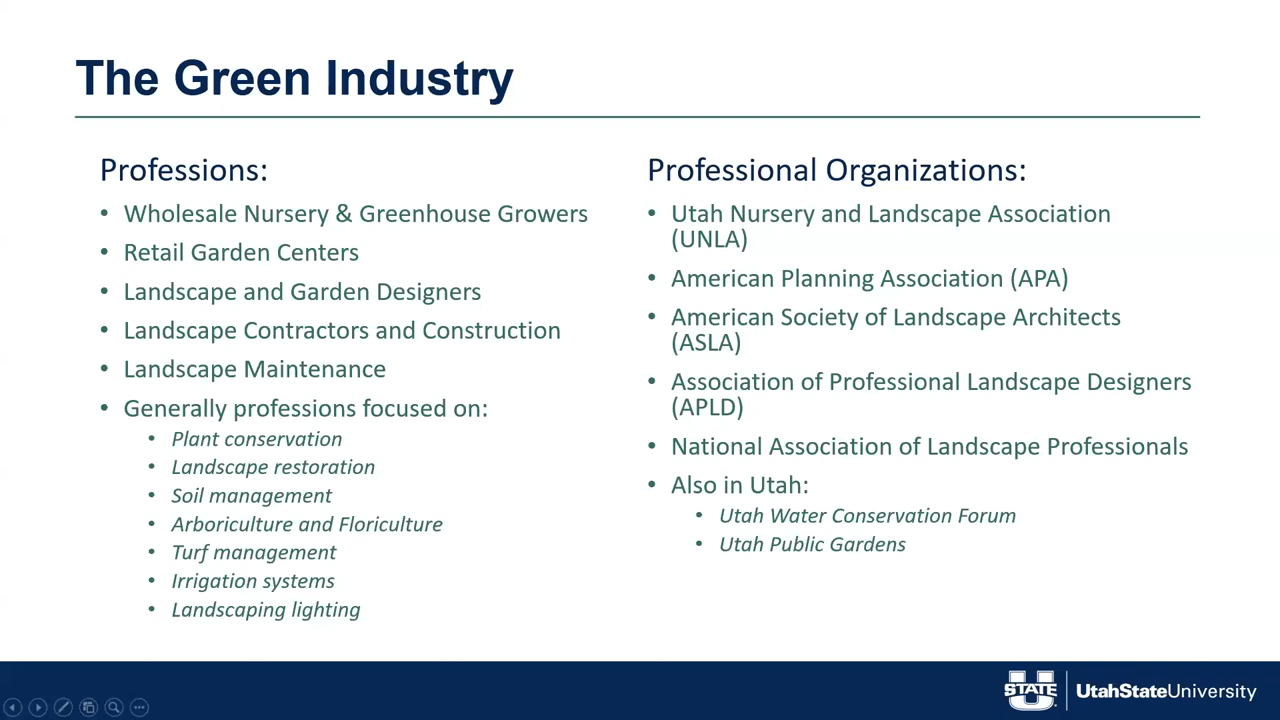 The Green Industry
Professions:
• Wholesale Nursery & Greenhouse Growers
• Retail Garden Centers
• Landscape and Garden Designers
• Landscape Contractors and Construction
• Landscape Maintenance
• Generally professions focused on:
• Plant conservation
• Landscape restoration
• Soil management
• Arboriculture and Floriculture
• Turf management
• Irrigation systems
• Landscaping lighting
Professional Organizations:
• Utah Nursery and Landscape Association
(UNLA)
• American Planning Association (APA)
• American Society of Landscape Architects
(ASLA)
• Association of Professional Landscape Designers
(APLD)
• National Association of Landscape Professionals
• Also in Utah:
• Utah Water Conservation Forum
• Utah Public Gardens
U STATE
UtahStateUniversity